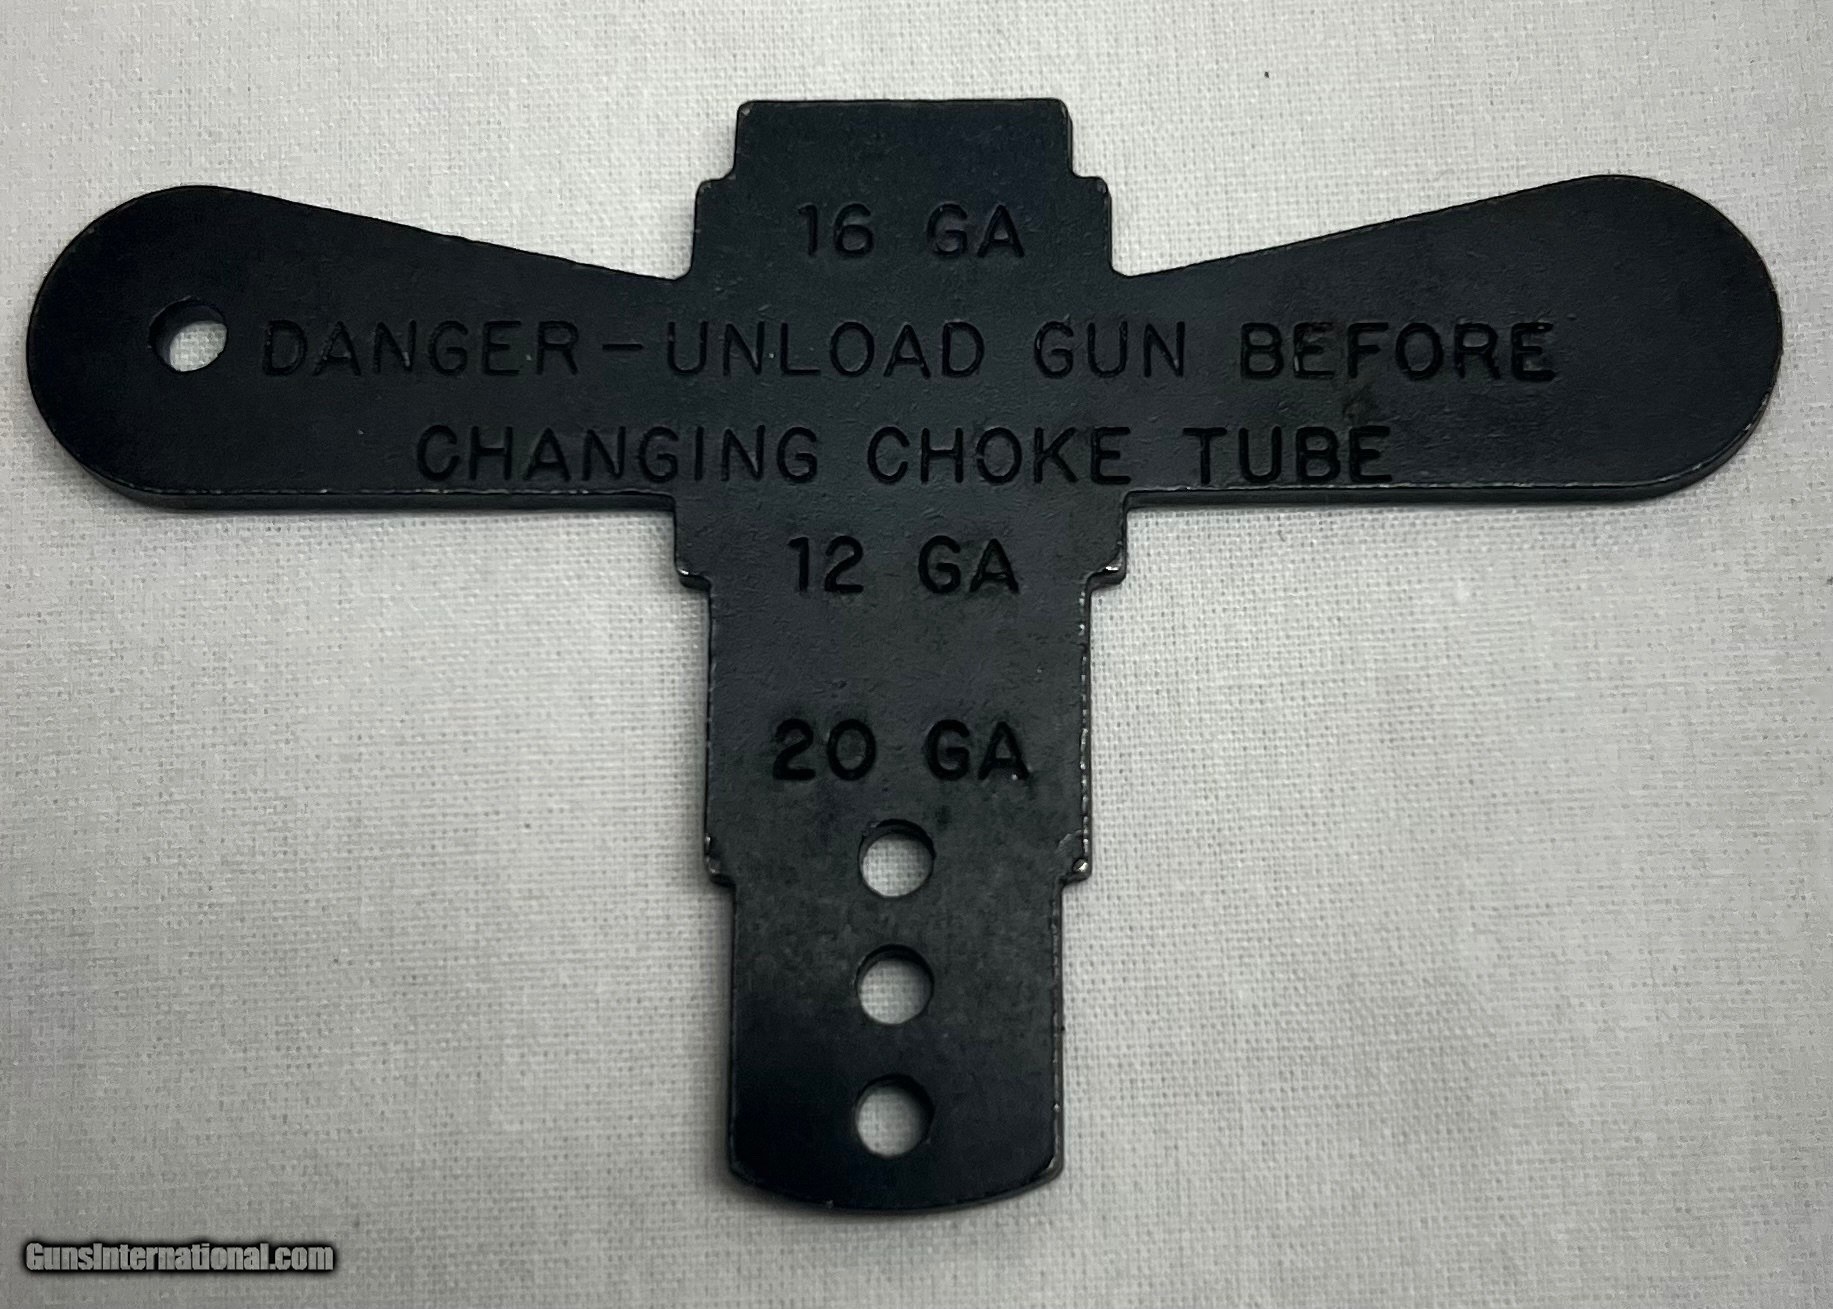 16 GA
DANGER-UNLOAD GUN BEFORE
CHANGING CHOKE TUBE
12 GA
20 GA
GunsInternational.com